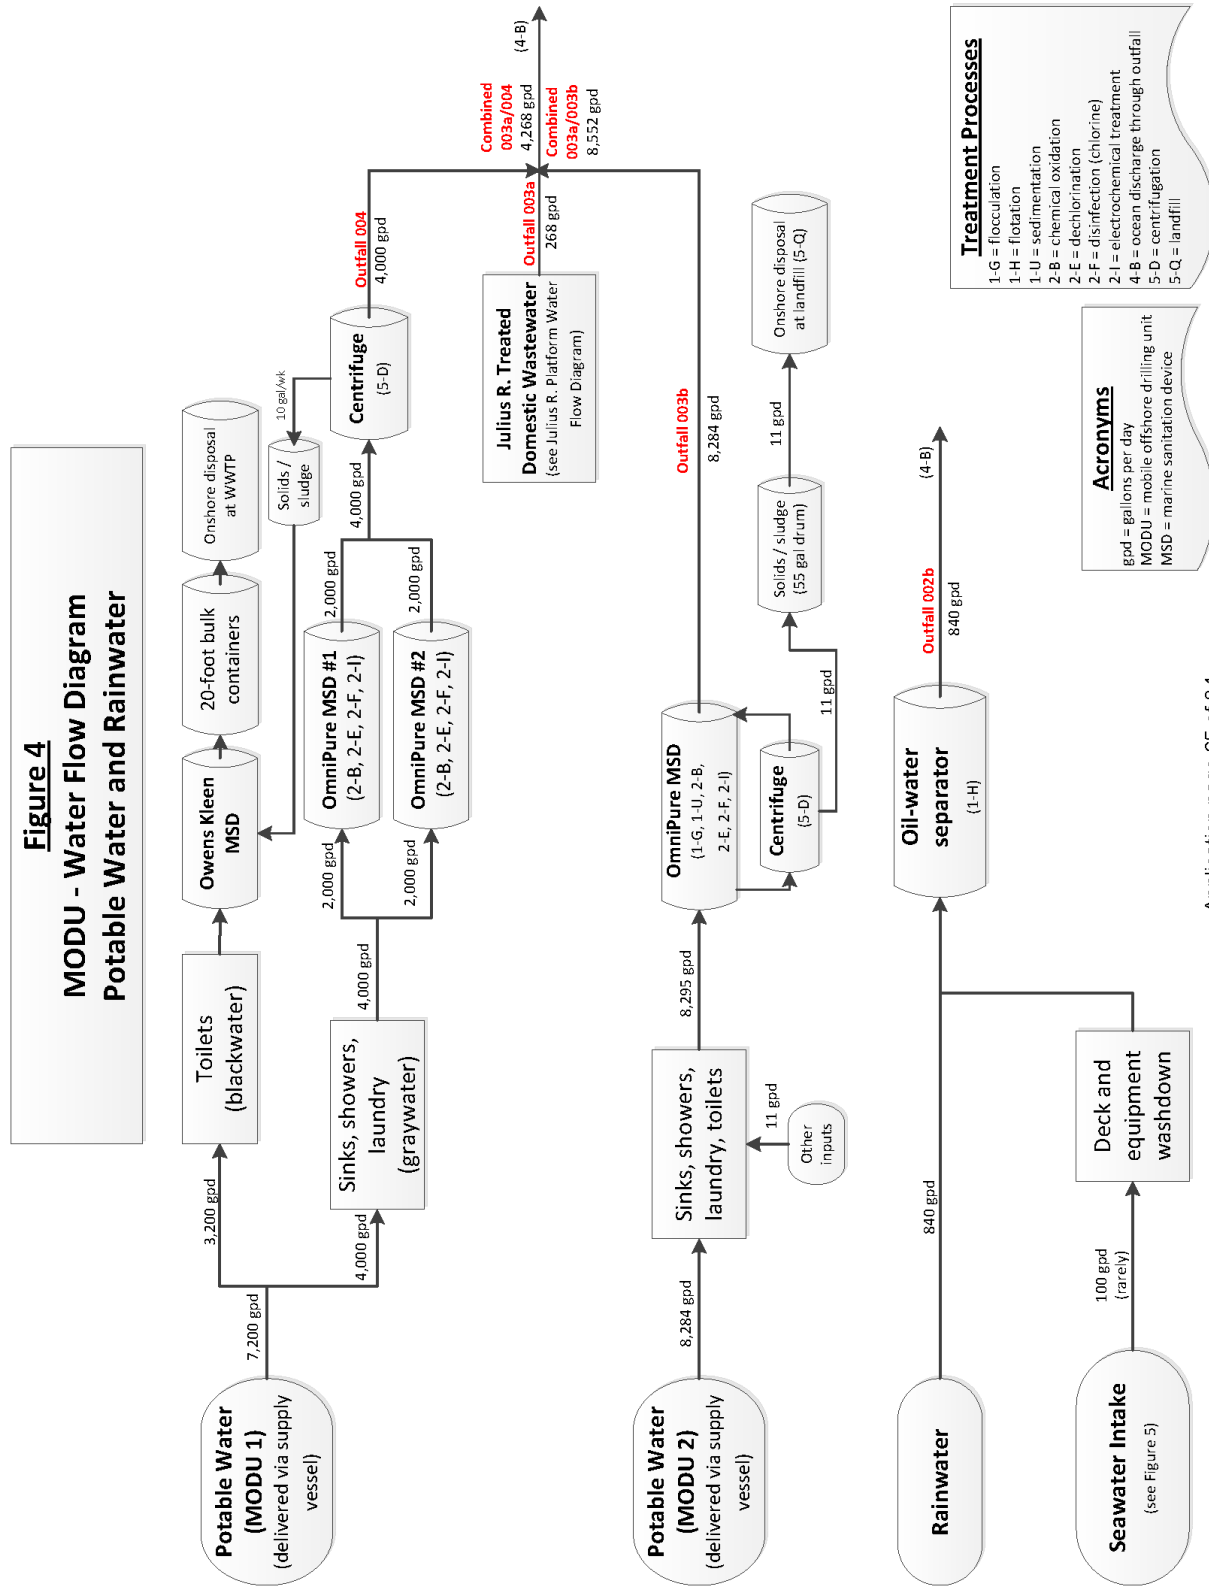 Figure 4
MODU - Water Flow Diagram
Potable Water and Rainwater
Potable Water
(MODU 1)
(delivered via supply
vessel)
7,200 gpd
3,200 gpd
Toilets
(blackwater)
Owens Kleen
MSD
20-foot bulk
containers
Onshore disposal
at WWTP
4,000 gpd
Sinks, showers,
laundry
(graywater)
4,000 gpd
2,000 gpd
2,000 gpd
OmniPure MSD #1
(2-B, 2-E, 2-F, 2-I)
OmniPure MSD #2
(2-B, 2-E, 2-F, 2-I)
2,000 gpd
2,000 gpd
4,000 gpd
Solids /
sludge
10 gal/wk
Centrifuge
(5-D)
Outfall 004
4,000 gpd
Julius R. Treated
Domestic Wastewater
(see Julius R. Platform Water
Flow Diagram)
Outfall 003a
268 gpd
Combined
003a/004
4,268 gpd
Combined
003a/003b
8,552 gpd
(4-B)
Potable Water
(MODU 2)
(delivered via supply
vessel)
8,284 gpd
Sinks, showers,
laundry, toilets
Other
inputs
11 gpd
8,295 gpd
OmniPure MSD
(1-G, 1-U, 2-B,
2-E, 2-F, 2-I)
Centrifuge
(5-D)
Outfall 003b
8,284 gpd
11 gpd
Solids / sludge
(55 gal drum)
11 gpd
Onshore disposal
at landfill (5-Q)
Rainwater
840 gpd
Oil-water
separator
(1-H)
Outfall 002b
840 gpd
(4-B)
Seawater Intake
(see Figure 5)
100 gpd
(rarely)
Deck and
equipment
washdown
Acronyms
gpd = gallons per day
MODU = mobile offshore drilling unit
MSD = marine sanitation device
Treatment Processes
1-G = flocculation
1-H = flotation
1-U = sedimentation
2-B = chemical oxidation
2-E = dechlorination
2-F = disinfection (chlorine)
2-I = electrochemical treatment
4-B = ocean discharge through outfall
5-D = centrifugation
5-Q = landfill